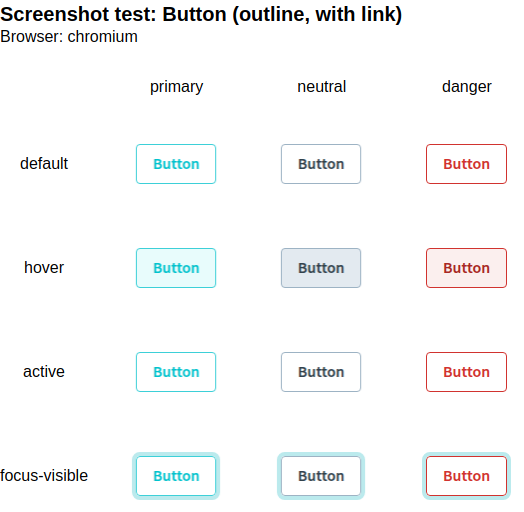 Screenshot test: Button (outline, with link)
Browser: chromium
primary neutral danger
default Button Button Button
hover Button Button Button
active Button Button Button
focus-visible Button Button Button